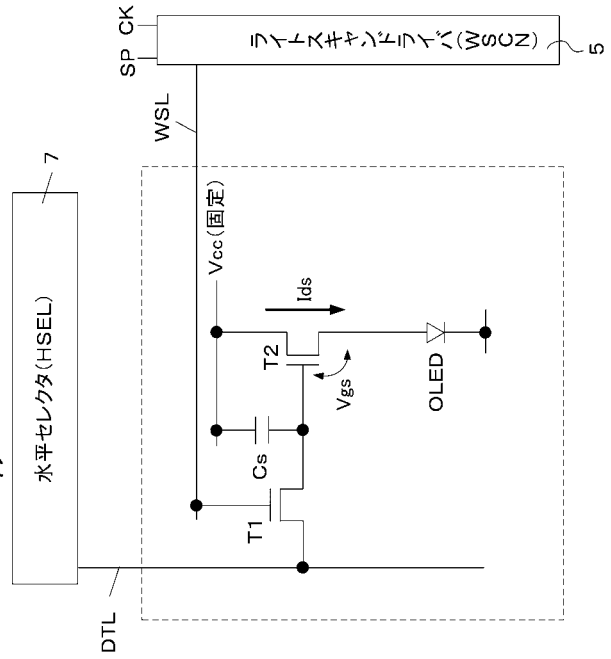 水平セレクタ(HSEL)
7
DTL
WSL
SP
CK
ライトスキャンドライバ(WSCN)
5
Vcc(固定)
Cs
T1
T2
Ids
Vgs
OLED